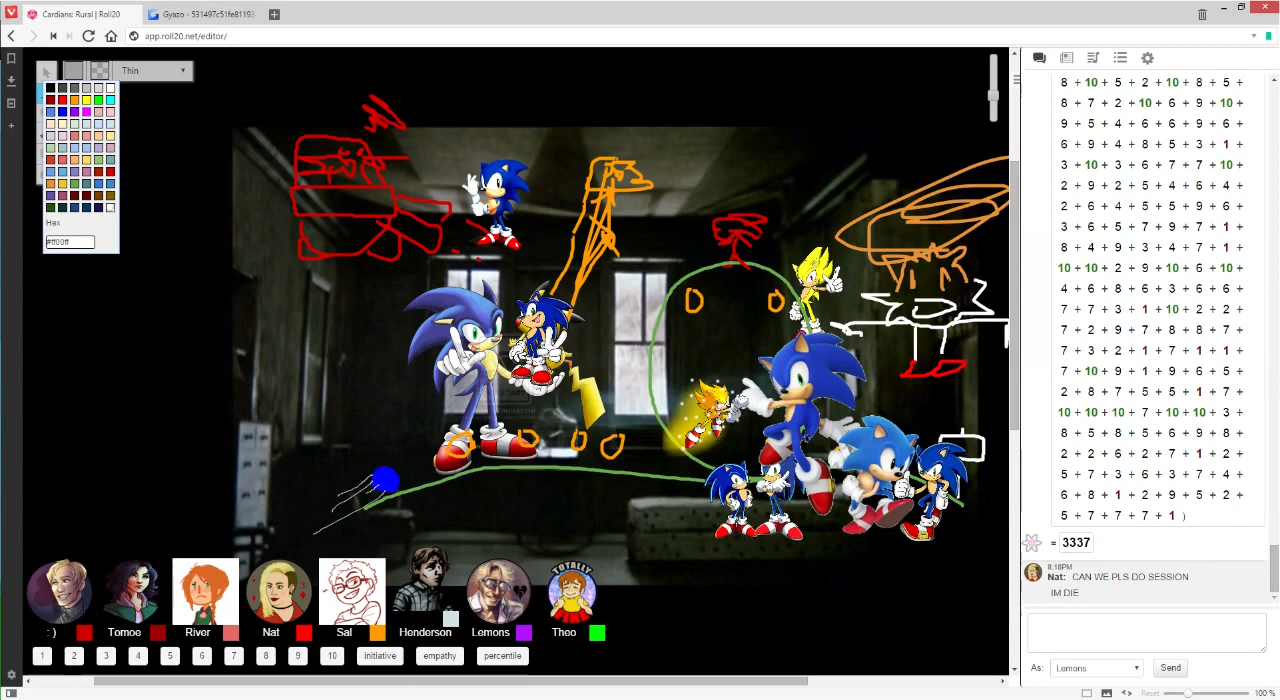 Cardians: Rural | Roll20
Gyazo - 531497c51fe81193
app.roll20.net/editor/
Thin
Hex
#ff00ff
8 + 10 + 5 + 2 + 10 + 8 + 5 +
8 + 7 + 2 + 10 + 6 + 9 + 10 +
9 + 5 + 4 + 6 + 6 + 9 + 6 +
6 + 9 + 4 + 8 + 5 + 3 + 1 +
3 + 10 + 3 + 6 + 7 + 7 + 10 +
2 + 9 + 2 + 5 + 4 + 6 + 4 +
2 + 6 + 4 + 5 + 5 + 9 + 6 +
3 + 6 + 5 + 7 + 9 + 7 + 1 +
8 + 4 + 9 + 3 + 4 + 7 + 1 +
10 + 10 + 2 + 9 + 10 + 6 + 10 +
4 + 6 + 8 + 6 + 3 + 6 + 6 +
7 + 7 + 3 + 1 + 10 + 2 + 2 +
7 + 2 + 9 + 7 + 8 + 8 + 7 +
7 + 3 + 2 + 1 + 7 + 1 + 1 +
7 + 10 + 9 + 1 + 9 + 6 + 5 +
2 + 8 + 7 + 5 + 5 + 1 + 7 +
10 + 10 + 10 + 7 + 10 + 10 + 3 +
8 + 5 + 8 + 5 + 6 + 9 + 8 +
2 + 2 + 6 + 2 + 7 + 1 + 2 +
5 + 7 + 3 + 6 + 3 + 7 + 4 +
6 + 8 + 1 + 2 + 9 + 5 + 2 +
5 + 7 + 7 + 7 + 1 )
= 3337
8:18PM
Nat: CAN WE PLS DO SESSION
IM DIE
TOTALLY
: ) Tomoe River Nat Sal Henderson Lemons Theo
1 2 3 4 5 6 7 8 9 10 initiative empathy percentile
As: Lemons Send
Reset 100 %